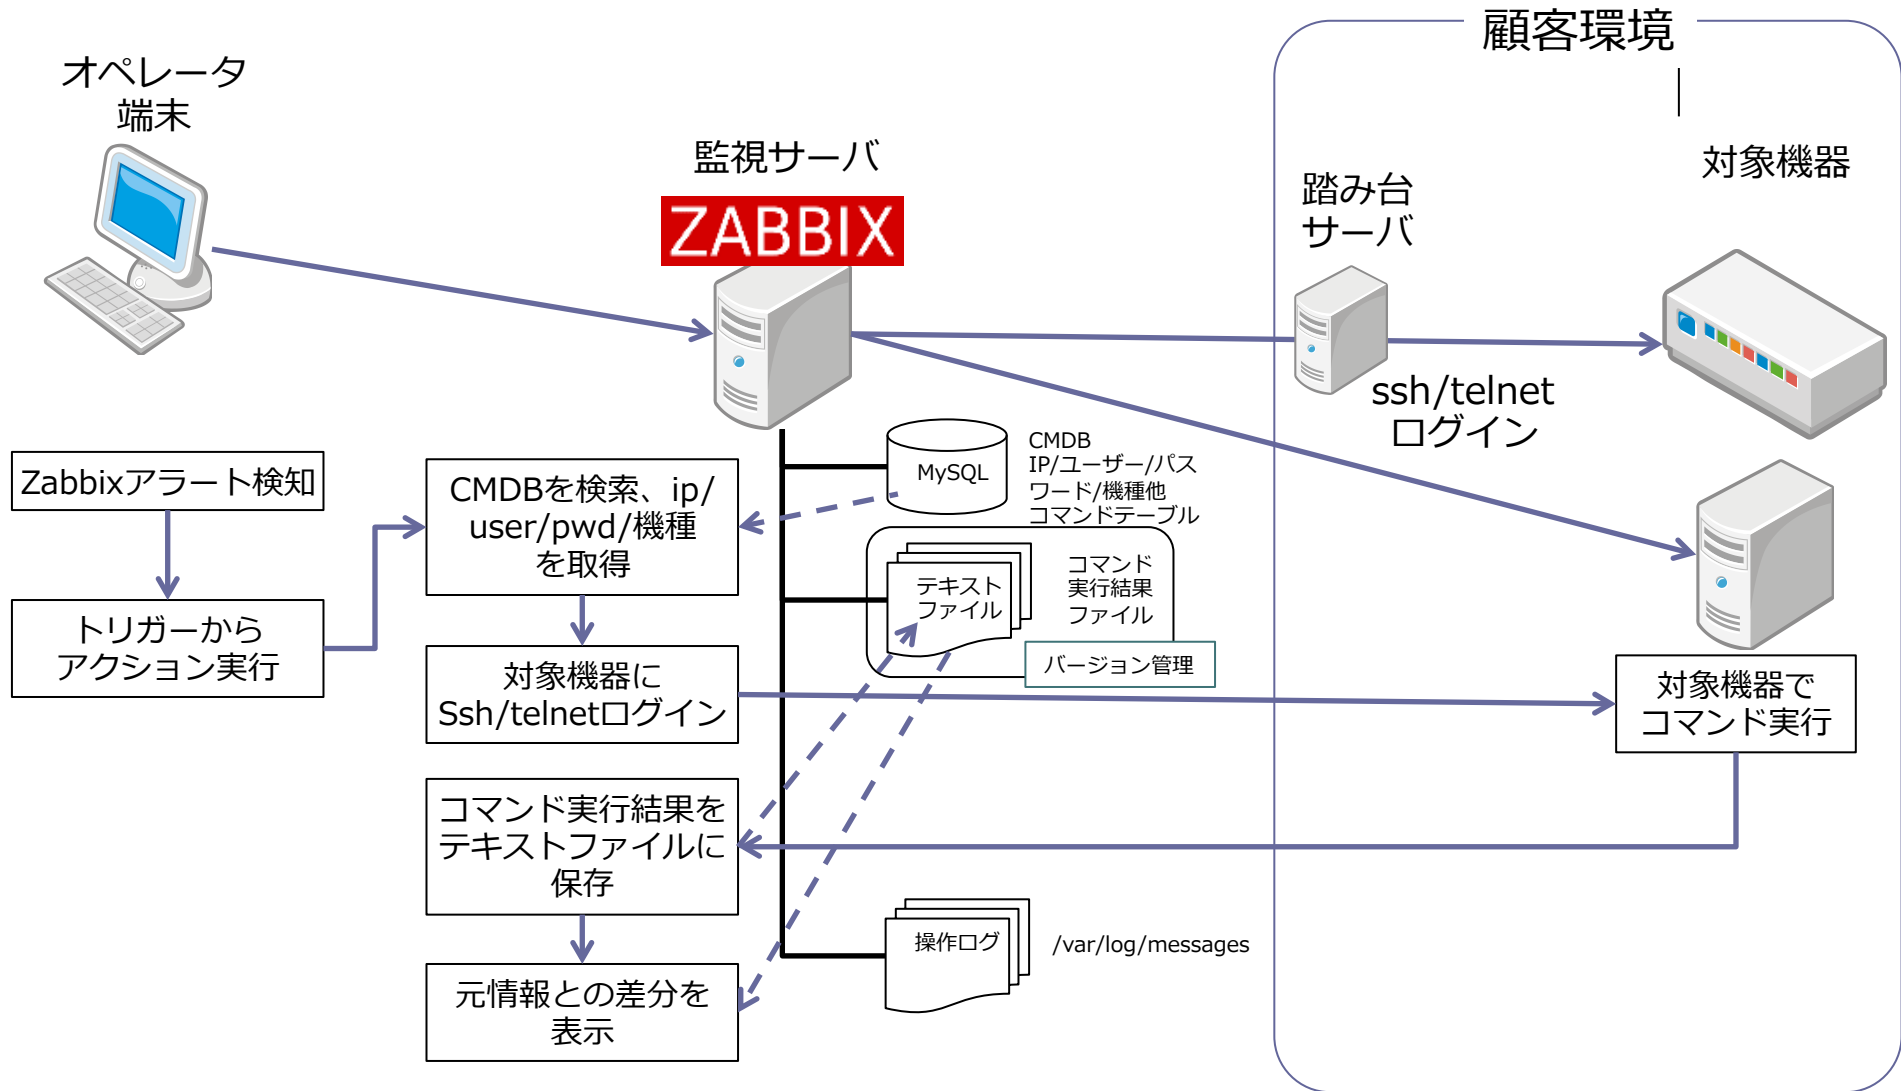 顧客環境
オペレータ
端末
監視サーバ
ZABBIX
踏み台
サーバ
対象機器
ssh/telnet
ログイン
MySQL
CMDB
IP/ユーザー/パス
ワード/機種他
コマンドテーブル
Zabbixアラート検知
トリガーから
アクション実行
CMDBを検索、ip/
user/pwd/機種
を取得
テキスト
ファイル
コマンド
実行結果
ファイル
バージョン管理
対象機器に
Ssh/telnetログイン
対象機器で
コマンド実行
コマンド実行結果を
テキストファイルに
保存
操作ログ
/var/log/messages
元情報との差分を
表示